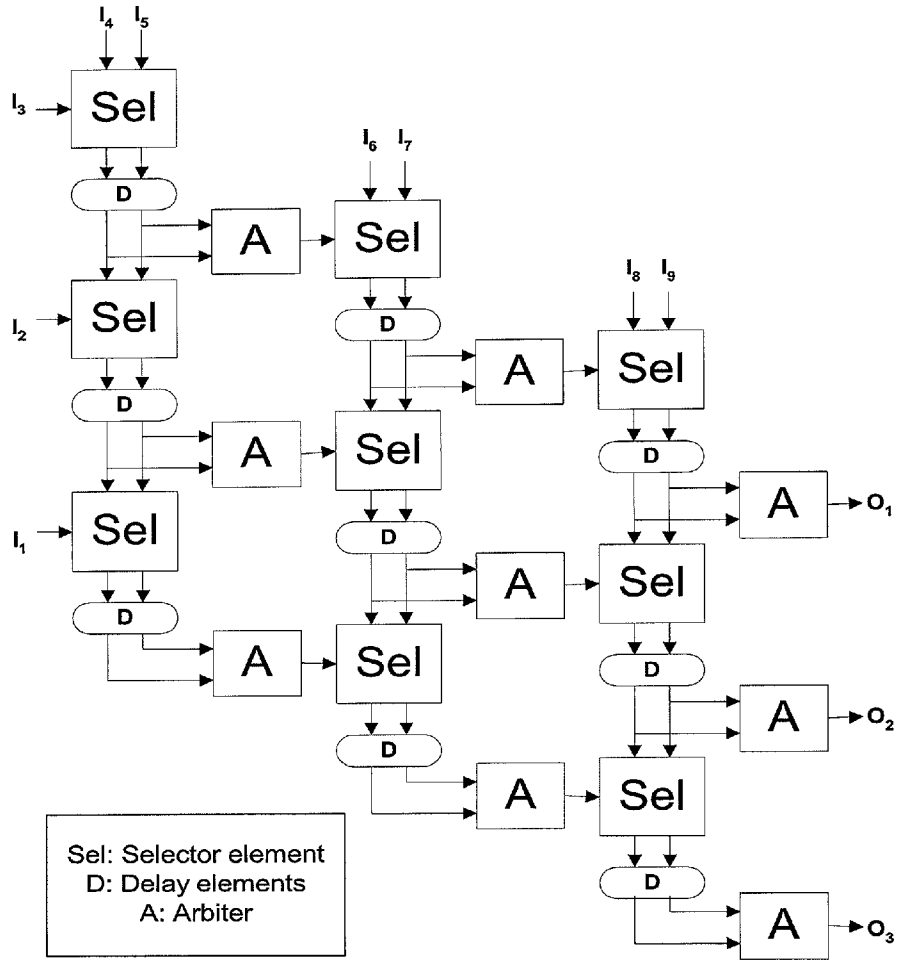 I4 I5
I3 Sel
D
I6 I7
A Sel
I2 Sel
D
I8 I9
A Sel
D
A Sel
D
I1 Sel
D
A O1
D
A Sel
D
A Sel
D
A O2
D
A Sel
D
A O3
Sel: Selector element
D: Delay elements
A: Arbiter